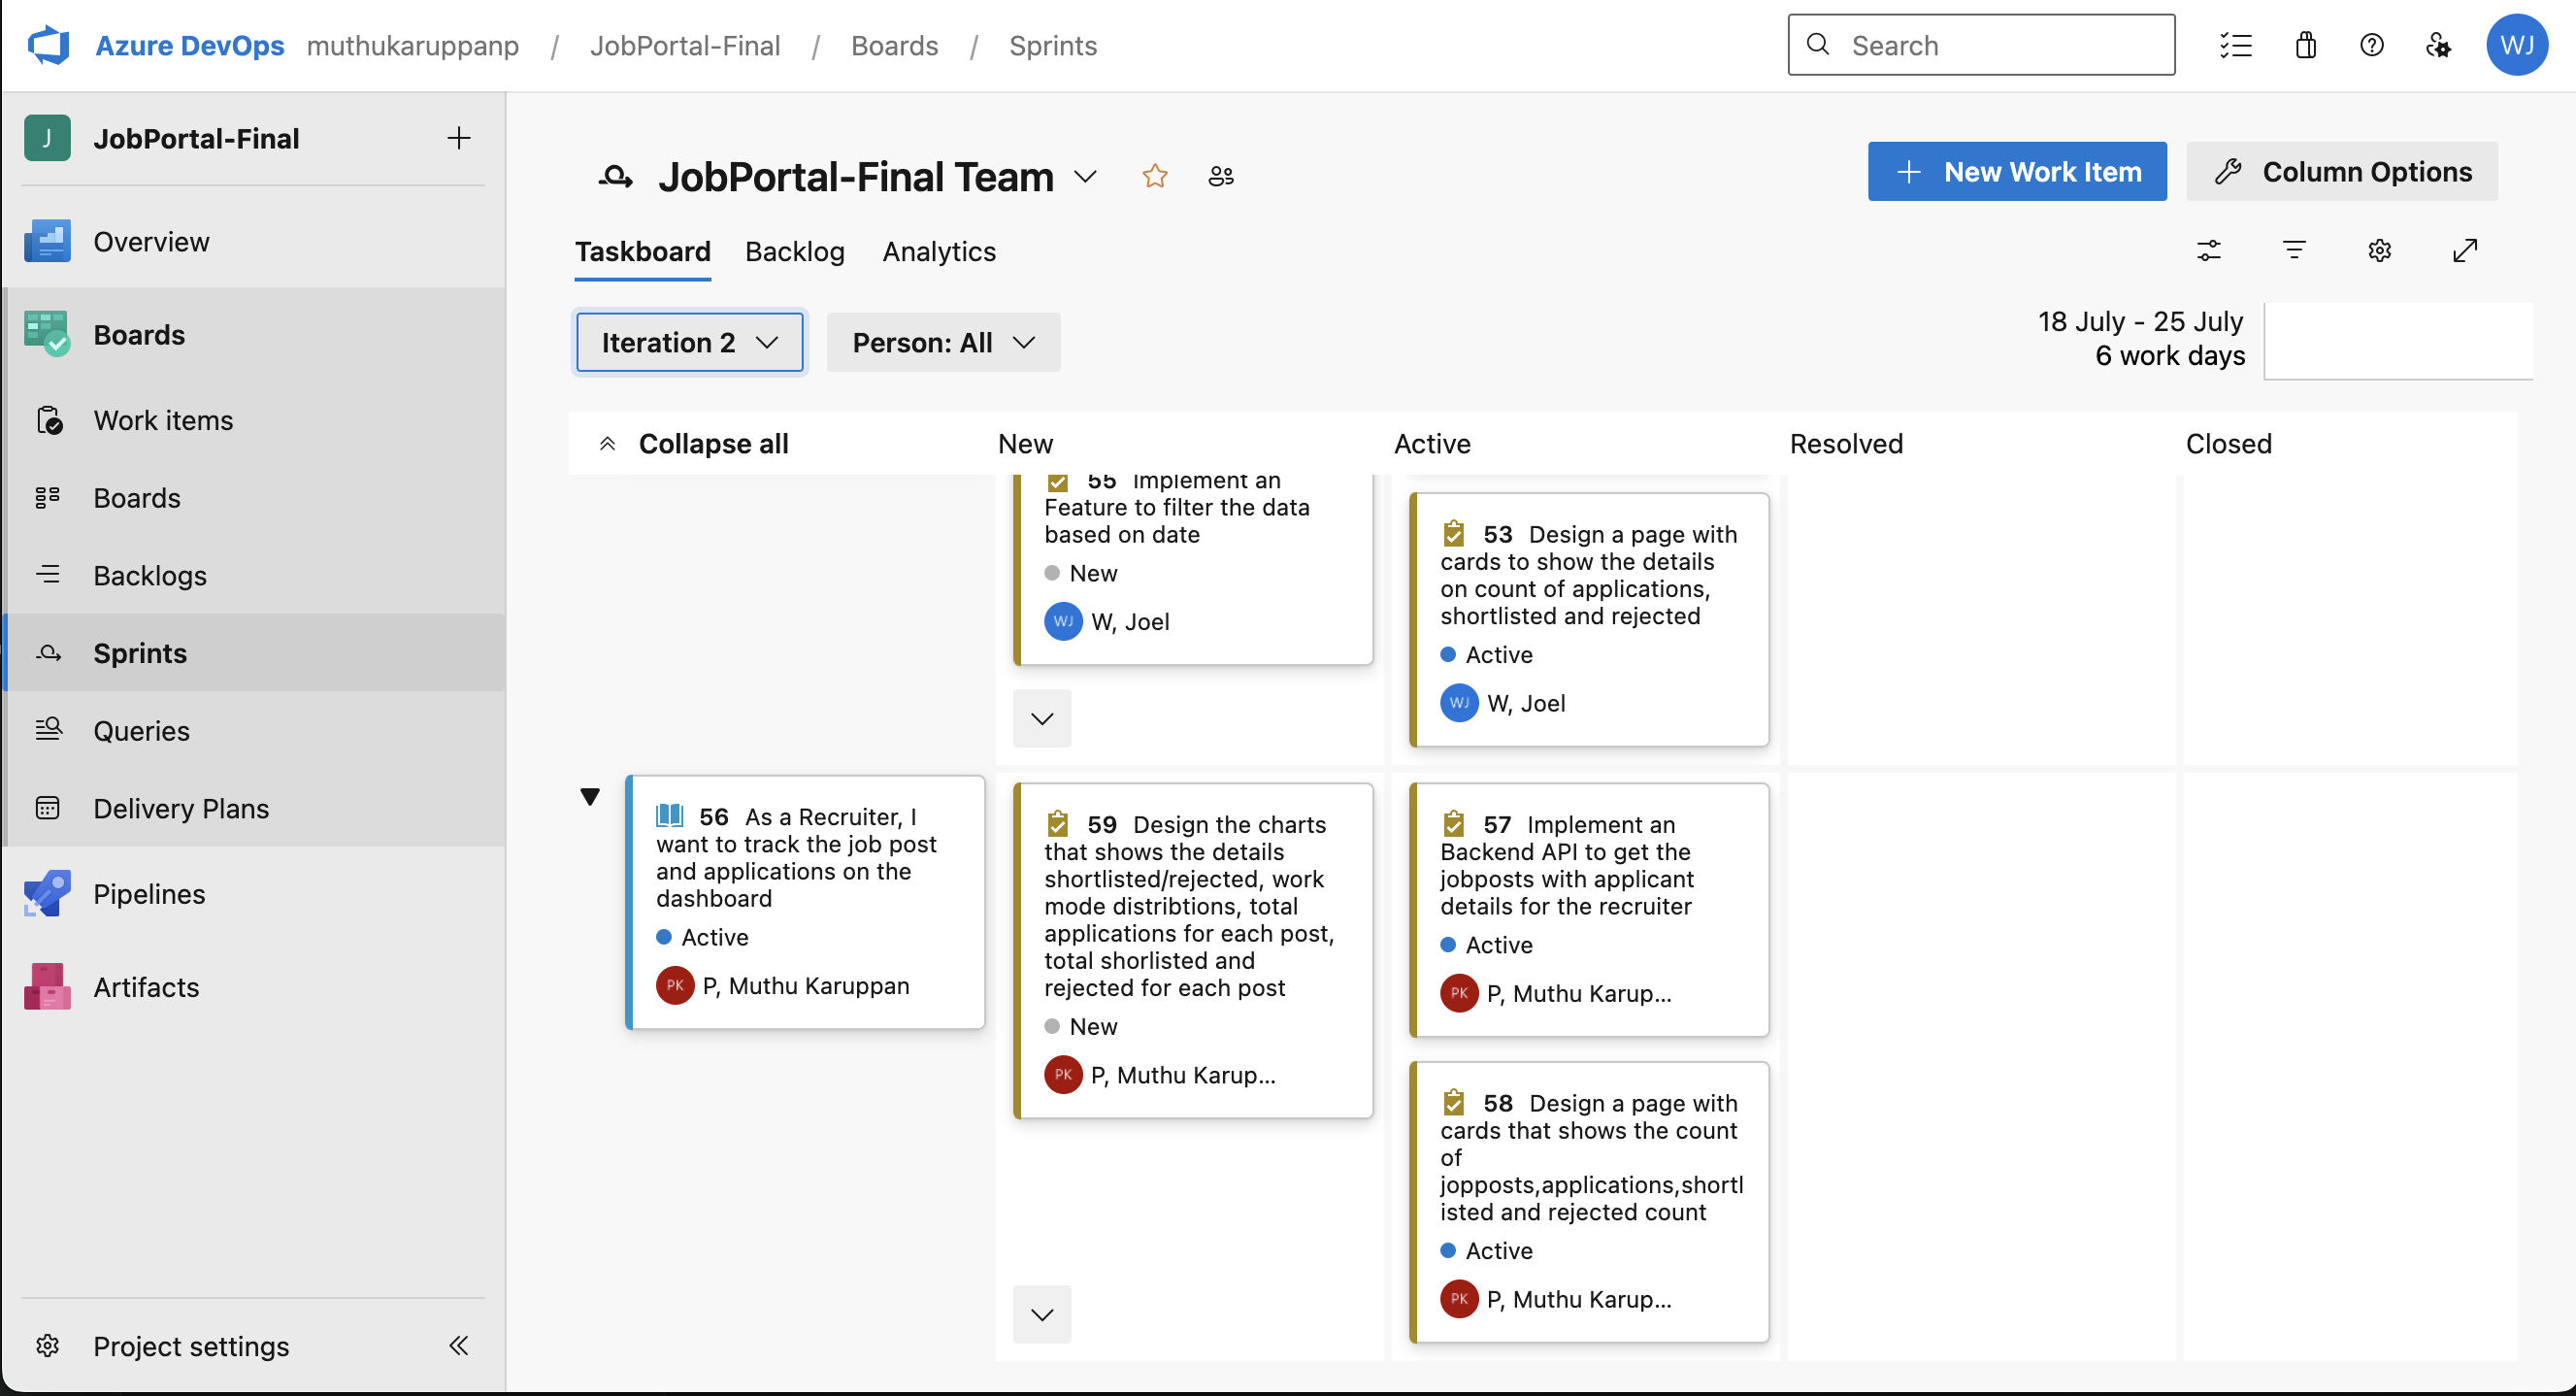 Azure DevOps muthukaruppanp / JobPortal-Final / Boards / Sprints
Search
WJ
J JobPortal-Final
Overview
Boards
Work items
Boards
Backlogs
Sprints
Queries
Delivery Plans
Pipelines
Artifacts
Project settings
JobPortal-Final Team
New Work Item
Column Options
Taskboard Backlog Analytics
Iteration 2
Person: All
18 July - 25 July
6 work days
Collapse all New Active Resolved Closed
55 Implement an
Feature to filter the data
based on date
New
WJ W, Joel
53 Design a page with
cards to show the details
on count of applications,
shortlisted and rejected
Active
WJ W, Joel
56 As a Recruiter, I
want to track the job post
and applications on the
dashboard
Active
PK P, Muthu Karuppan
59 Design the charts
that shows the details
shortlisted/rejected, work
mode distribtions, total
applications for each post,
total shorlisted and
rejected for each post
New
PK P, Muthu Karup...
57 Implement an
Backend API to get the
jobposts with applicant
details for the recruiter
Active
PK P, Muthu Karup...
58 Design a page with
cards that shows the count
of
jopposts,applications,shortl
isted and rejected count
Active
PK P, Muthu Karup...